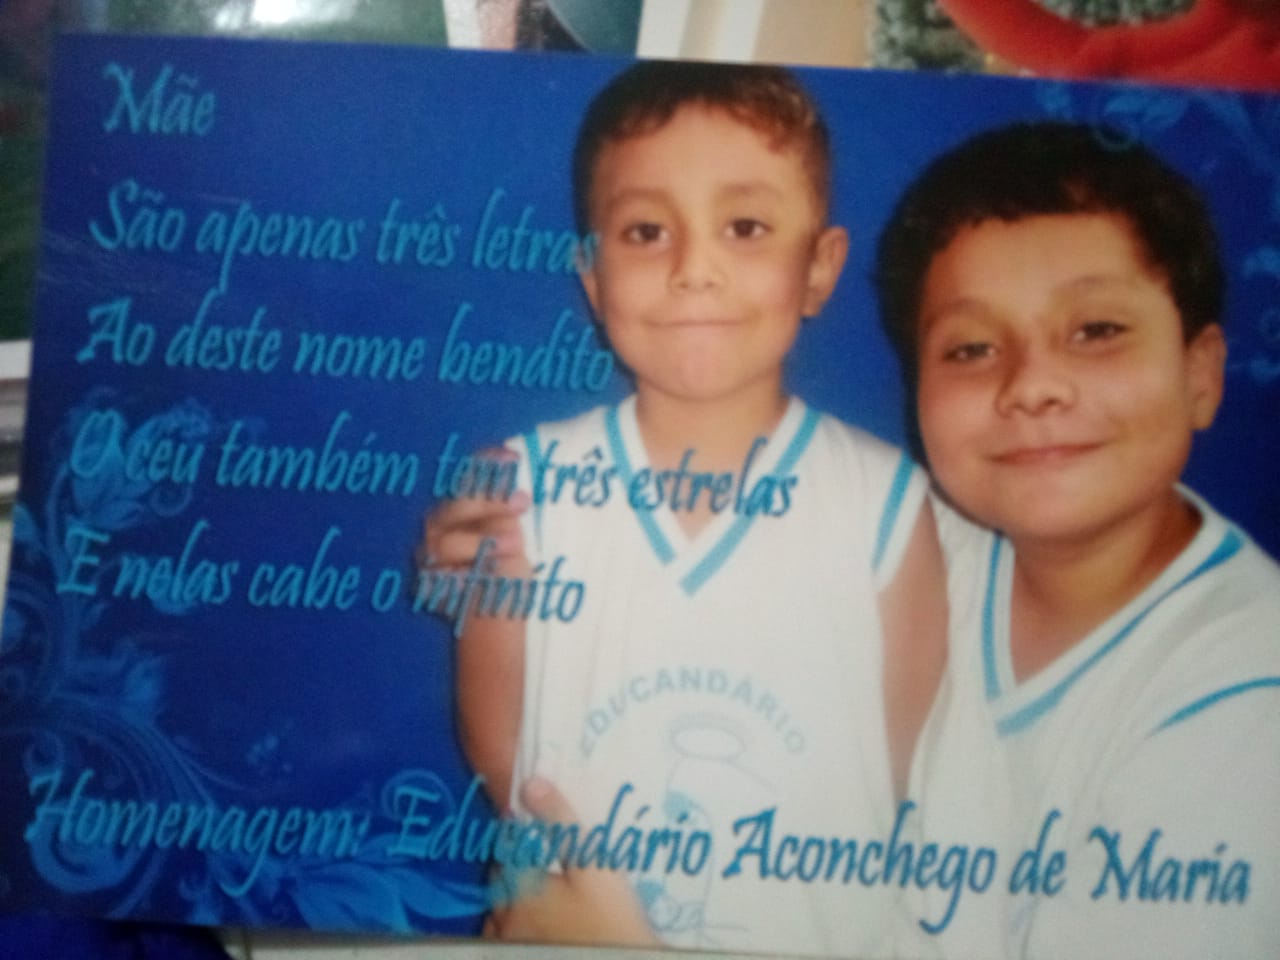 Mãe
São apenas três letras
Ao deste nome bendito
O céu também tem três estrelas
E nelas cabe o infinito
EDUCANDÁRIO
Homenagem: Educandário Aconchego de Maria